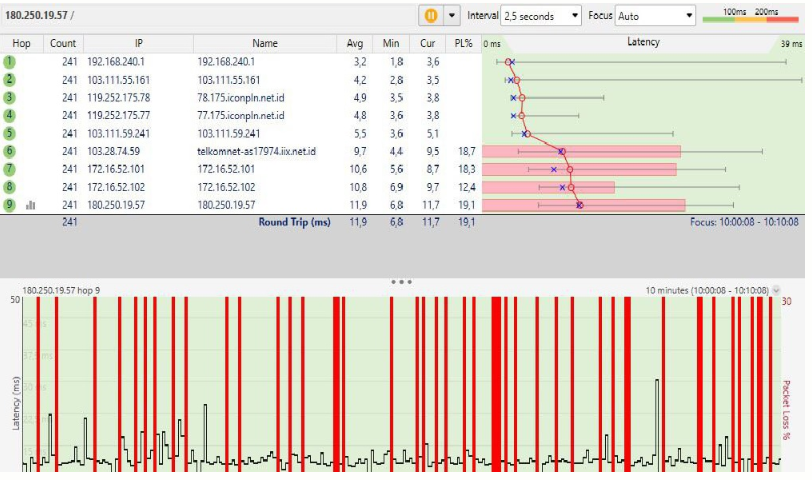 180.250.19.57 / Interval 2,5 seconds Focus Auto 100ms 200ms
Hop Count IP Name Avg Min Cur PL% 0 ms Latency 39 ms
1 241 192.168.240.1 192.168.240.1 3,2 1,8 3,6
2 241 103.111.55.161 103.111.55.161 4,2 2,8 3,5
3 241 119.252.175.78 78.175.iconpln.net.id 4,9 3,5 3,8
4 241 119.252.175.77 77.175.iconpln.net.id 4,8 3,6 3,8
5 241 103.111.59.241 103.111.59.241 5,5 3,6 5,1
6 241 103.28.74.59 telkomnet-as17974.iix.net.id 9,7 4,4 9,5 18,7
7 241 172.16.52.101 172.16.52.101 10,6 5,6 8,7 18,3
8 241 172.16.52.102 172.16.52.102 10,8 6,9 9,7 12,4
9 241 180.250.19.57 180.250.19.57 11,9 6,8 11,7 19,1
241 Round Trip (ms) 11,9 6,8 11,7 19,1 Focus: 10:00:08 - 10:10:08
180.250.19.57 hop 9 10 minutes (10:00:08 - 10:10:08)
50 30
Latency (ms)
Packet Loss %